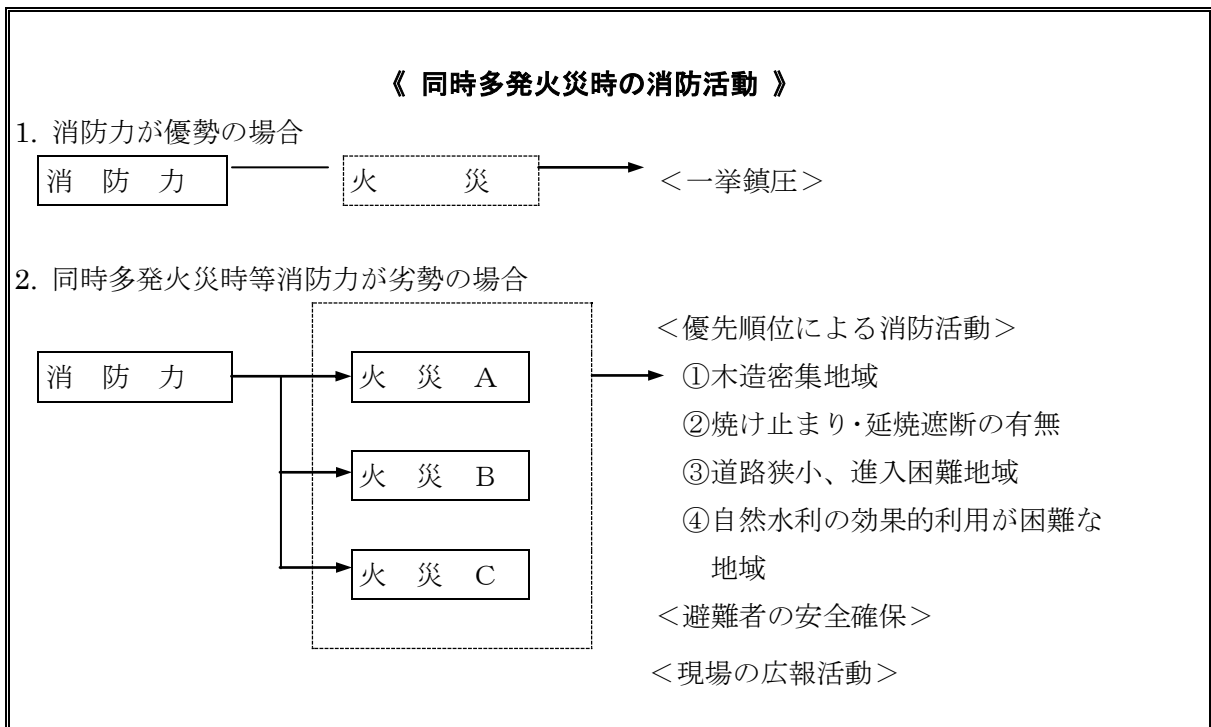 《 同時多発火災時の消防活動 》
1. 消防力が優勢の場合
消 防 力
火 災
＜一挙鎮圧＞
2. 同時多発火災時等消防力が劣勢の場合
消 防 力
火 災 A
火 災 B
火 災 C
＜優先順位による消防活動＞
①木造密集地域
②焼け止まり・延焼遮断の有無
③道路狭小、進入困難地域
④自然水利の効果的利用が困難な
地域
＜避難者の安全確保＞
＜現場の広報活動＞